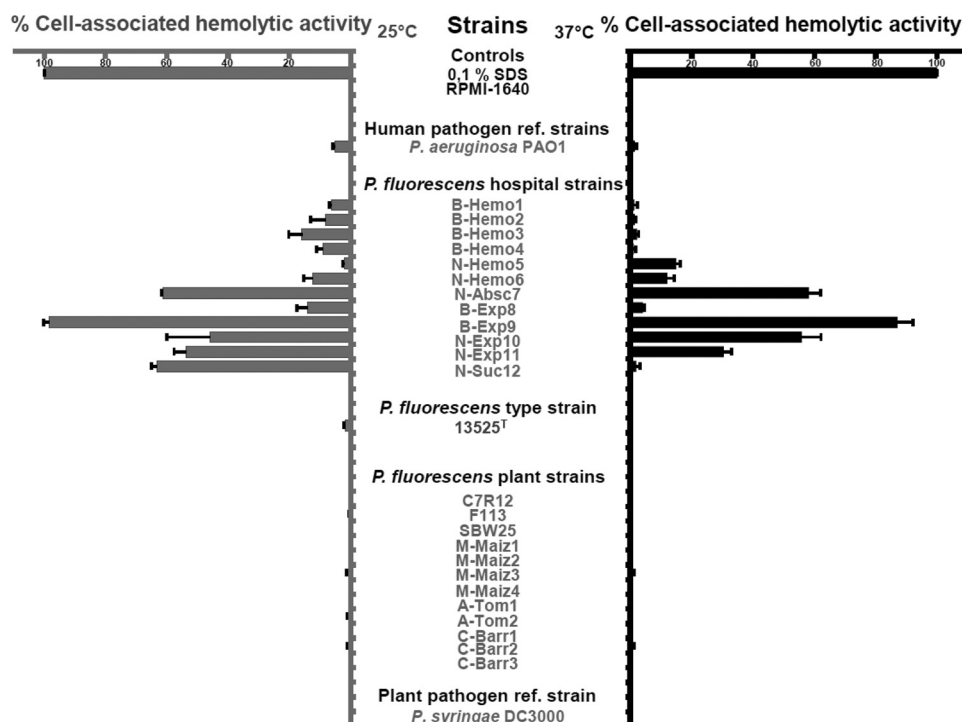 % Cell-associated hemolytic activity 25°C Strains 37°C % Cell-associated hemolytic activity
100 80 60 40 20 20 40 60 80 100
Controls
0,1 % SDS
RPMI-1640
Human pathogen ref. strains
P. aeruginosa PAO1
P. fluorescens hospital strains
B-Hemo1
B-Hemo2
B-Hemo3
B-Hemo4
N-Hemo5
N-Hemo6
N-Absc7
B-Exp8
B-Exp9
N-Exp10
N-Exp11
N-Suc12
P. fluorescens type strain
13525ᵀ
P. fluorescens plant strains
C7R12
F113
SBW25
M-Maiz1
M-Maiz2
M-Maiz3
M-Maiz4
A-Tom1
A-Tom2
C-Barr1
C-Barr2
C-Barr3
Plant pathogen ref. strain
P. syringae DC3000